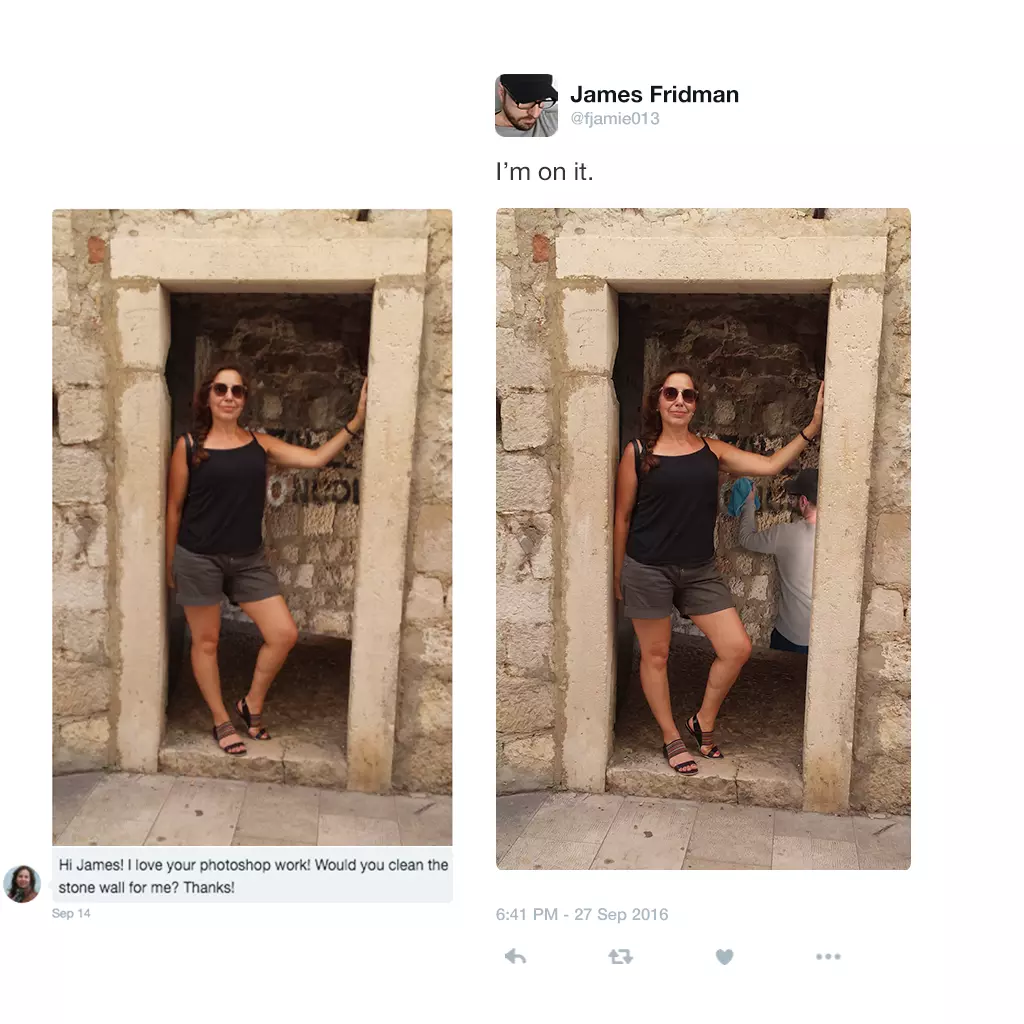 James Fridman
@fjamie013
I'm on it.
Hi James! I love your photoshop work! Would you clean the
stone wall for me? Thanks!
Sep 14
6:41 PM - 27 Sep 2016